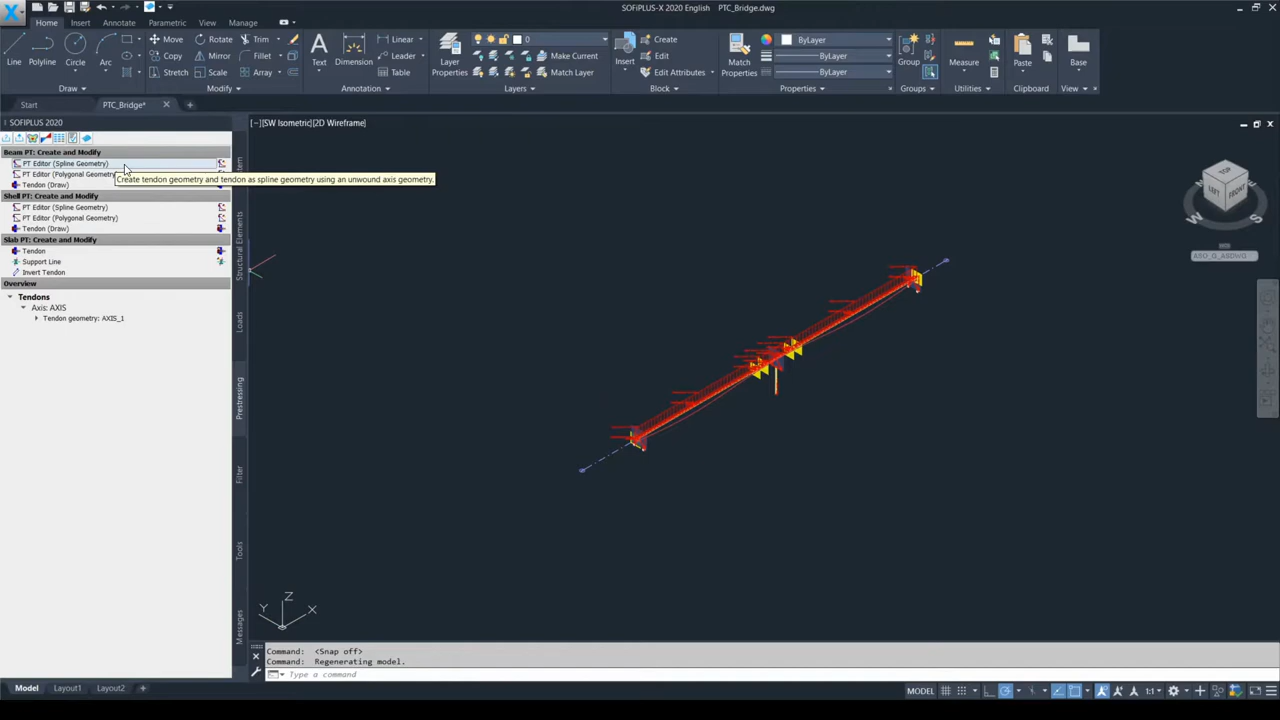 SOFiPLUS-X 2020 English PTC_Bridge.dwg
Home Insert Annotate Parametric View Manage
Line Polyline Circle Arc
Move Rotate Trim
Copy Mirror Fillet
Stretch Scale Array
Text Dimension
Linear
Leader
Table
Layer Properties
0
Make Current
Match Layer
Insert
Create
Edit
Edit Attributes
Match Properties
ByLayer
ByLayer
ByLayer
Group
Measure
Paste
Base
Draw Modify Annotation Layers Block Properties Groups Utilities Clipboard View
Start PTC_Bridge*
SOFIPLUS 2020
[−][SW Isometric][2D Wireframe]
Beam PT: Create and Modify
PT Editor (Spline Geometry)
PT Editor (Polygonal Geometry
Create tendon geometry and tendon as spline geometry using an unwound axis geometry.
Tendon (Draw)
Shell PT: Create and Modify
PT Editor (Spline Geometry)
PT Editor (Polygonal Geometry)
Tendon (Draw)
Slab PT: Create and Modify
Tendon
Support Line
Invert Tendon
Overview
Tendons
Axis: AXIS
Tendon geometry: AXIS_1
Structural Elements
Loads
Prestressing
Filter
Tools
Messages
TOP
LEFT FRONT
W S
Y Z X
Command: <Snap off>
Command: Regenerating model.
Type a command
Model Layout1 Layout2
MODEL 1:1